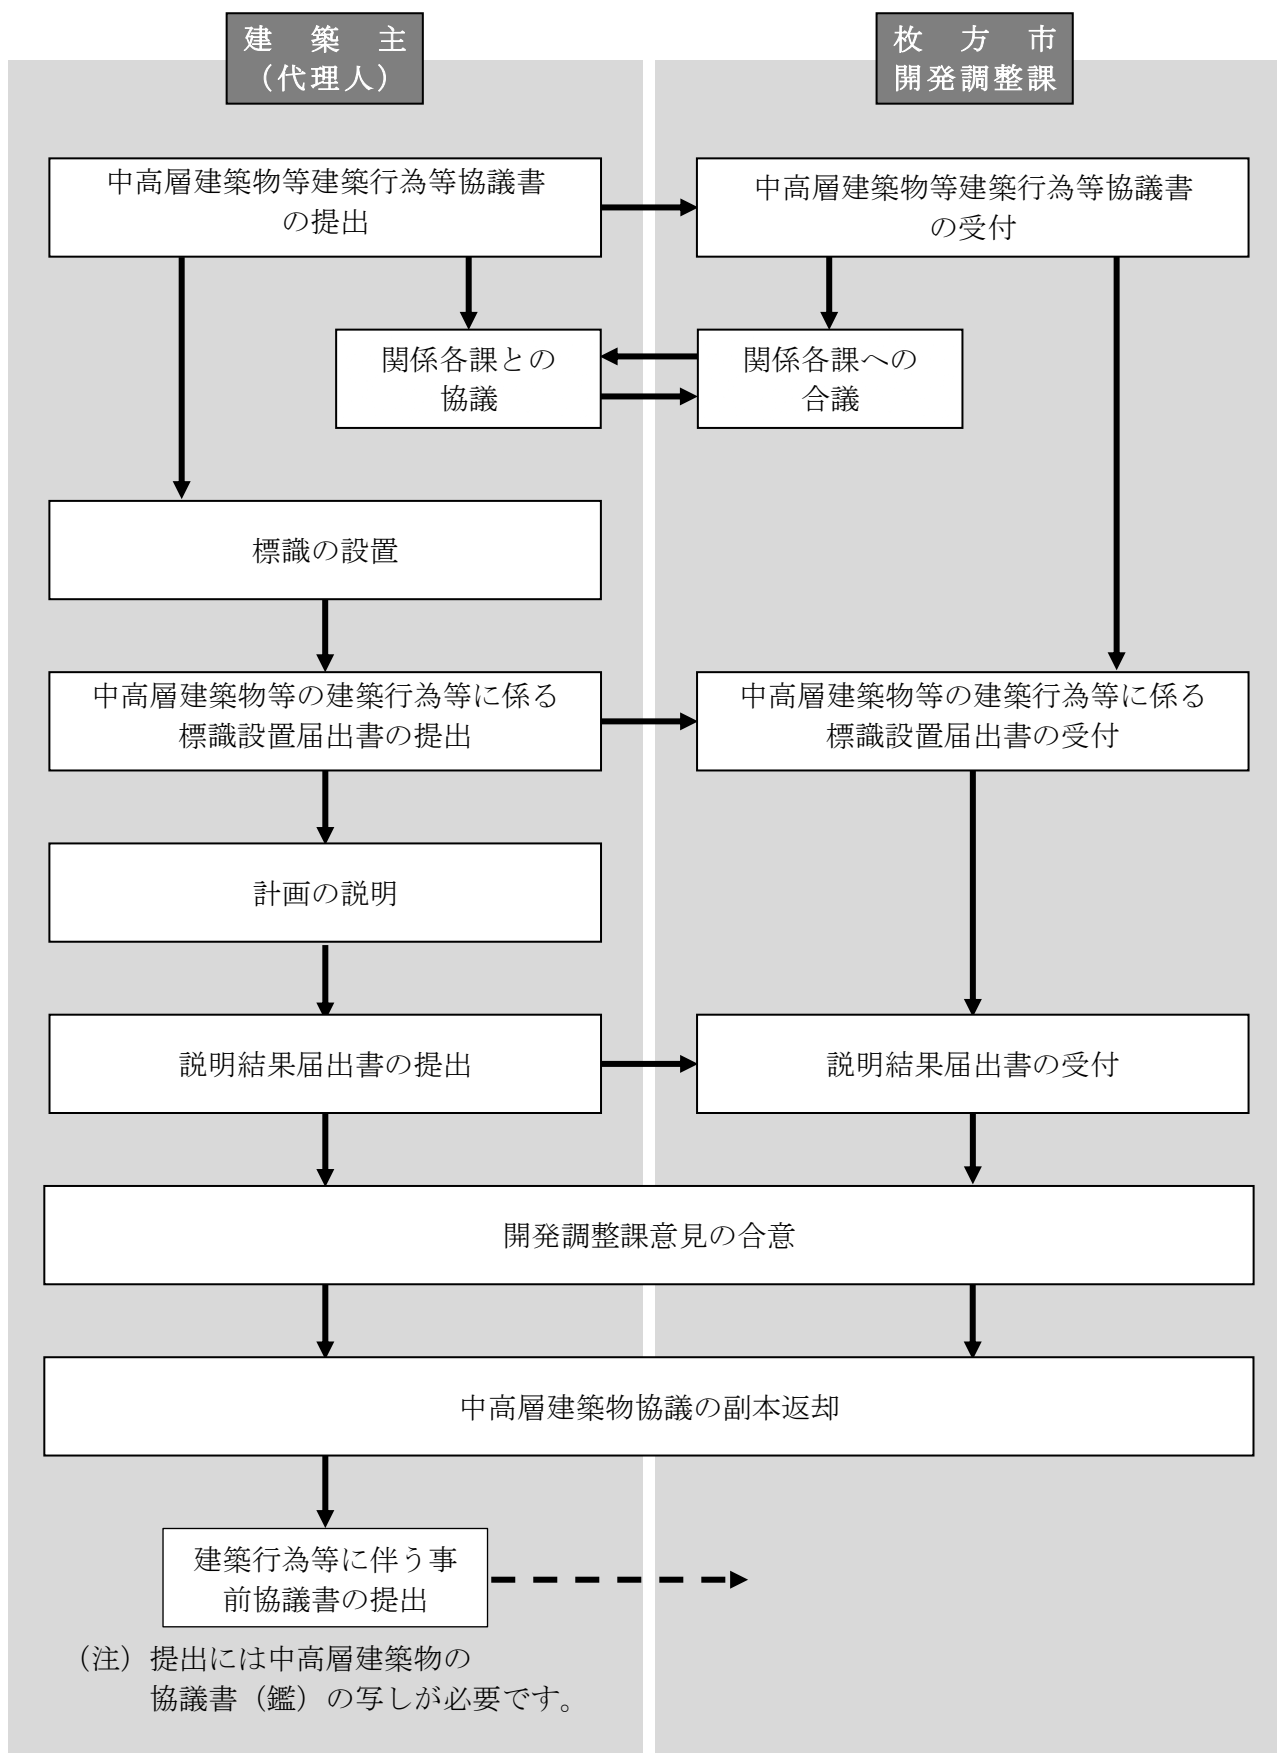 建 築 主
（代理人）
枚 方 市
開発調整課
中高層建築物等建築行為等協議書
の提出
中高層建築物等建築行為等協議書
の受付
関係各課との
協議
関係各課への
合議
標識の設置
中高層建築物等の建築行為等に係る
標識設置届出書の提出
中高層建築物等の建築行為等に係る
標識設置届出書の受付
計画の説明
説明結果届出書の提出
説明結果届出書の受付
開発調整課意見の合意
中高層建築物協議の副本返却
建築行為等に伴う事
前協議書の提出
（注）提出には中高層建築物の
協議書（鑑）の写しが必要です。